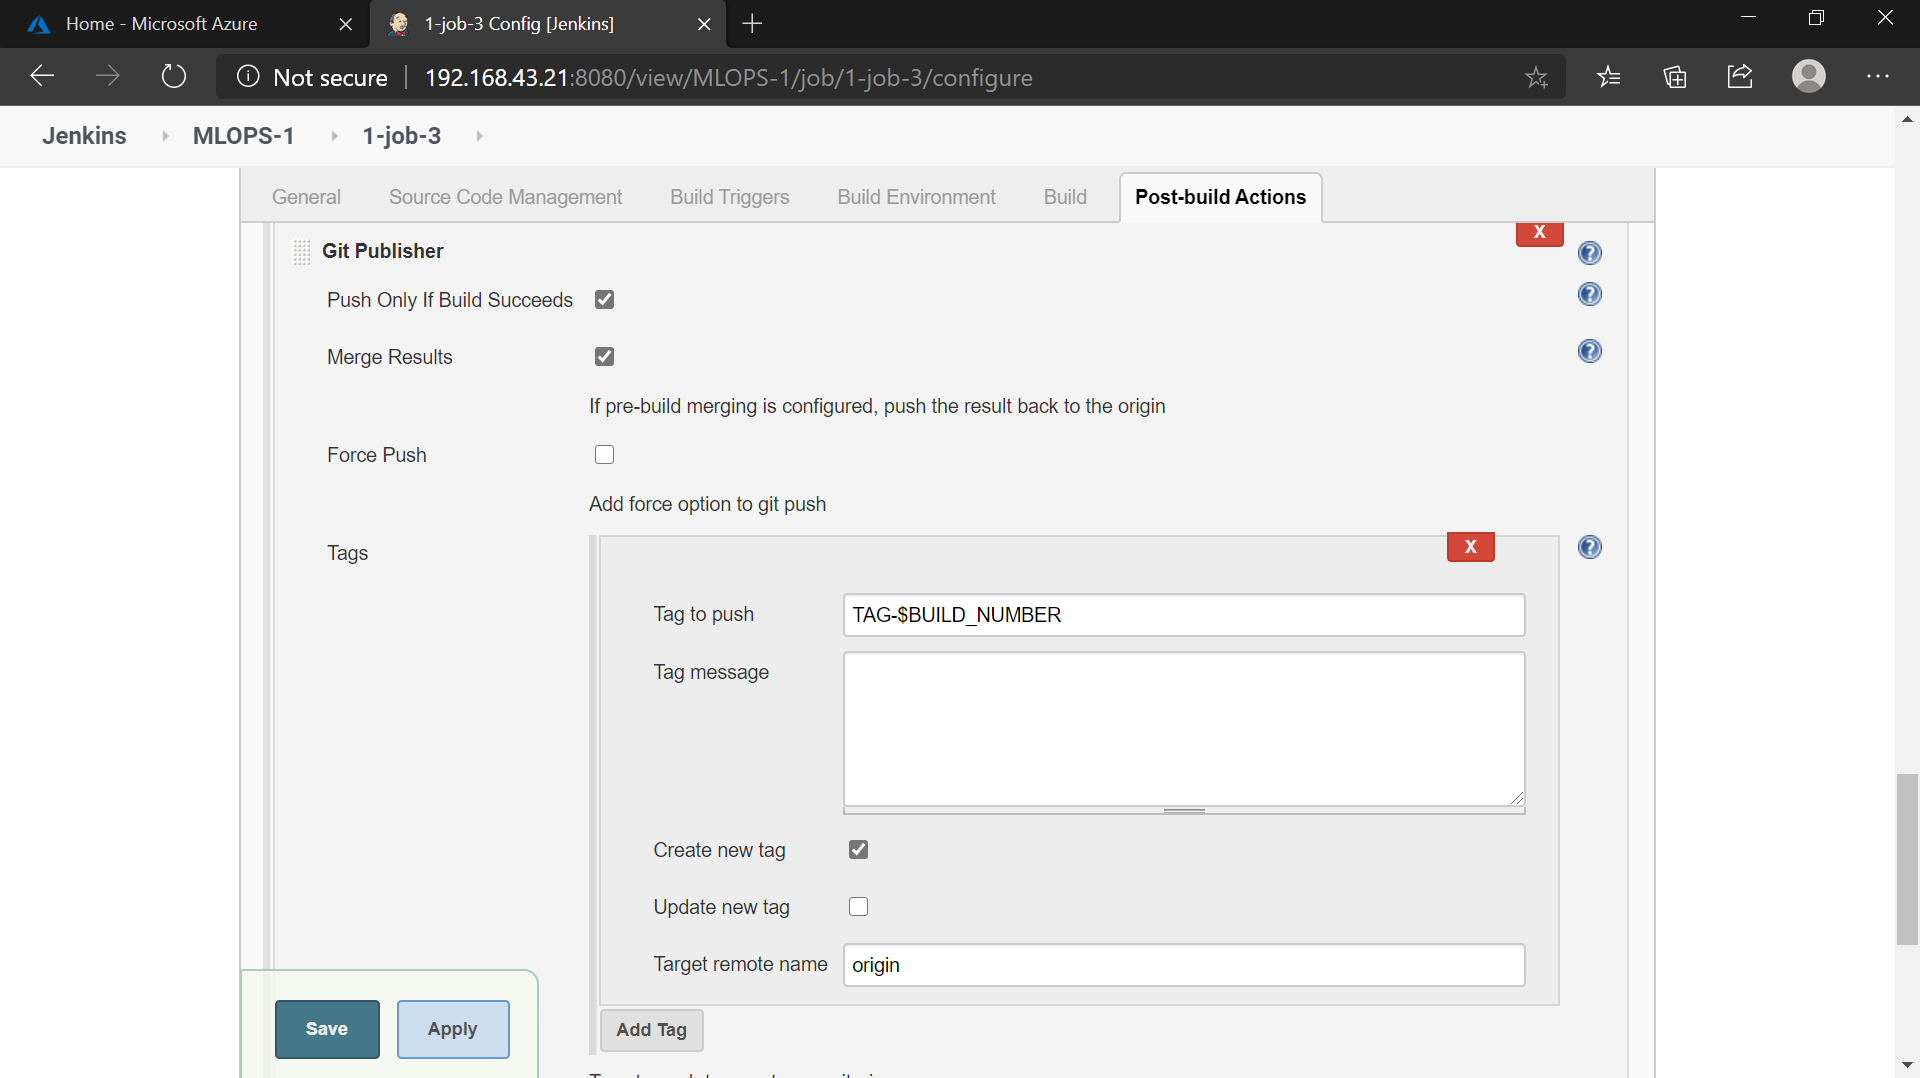 Home - Microsoft Azure
1-job-3 Config [Jenkins]
Not secure
192.168.43.21:8080/view/MLOPS-1/job/1-job-3/configure
Jenkins MLOPS-1 1-job-3
General Source Code Management Build Triggers Build Environment Build Post-build Actions
X
Git Publisher
Push Only If Build Succeeds
Merge Results
If pre-build merging is configured, push the result back to the origin
Force Push
Add force option to git push
Tags
X
Tag to push TAG-$BUILD_NUMBER
Tag message
Create new tag
Update new tag
Target remote name origin
Save Apply
Add Tag